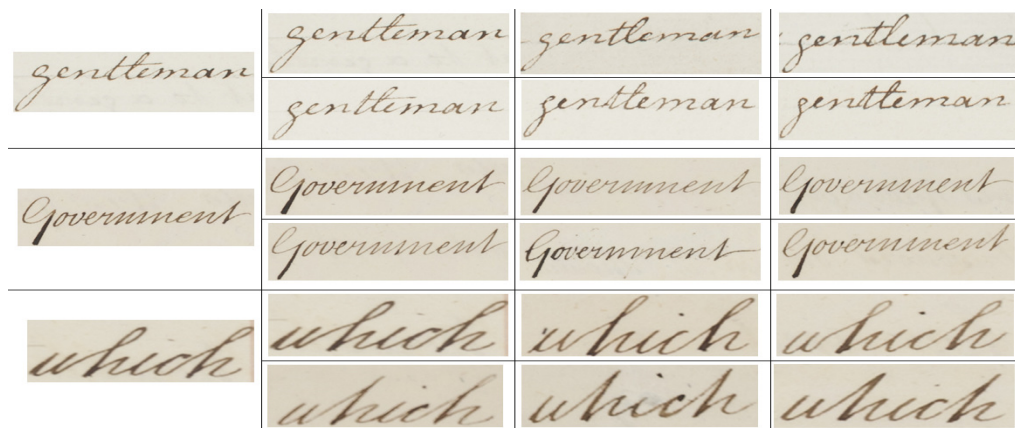 gentleman
gentleman gentleman gentleman
gentleman gentleman gentleman
Government
Government Government Government
Government Government Government
which
which which which
which which which